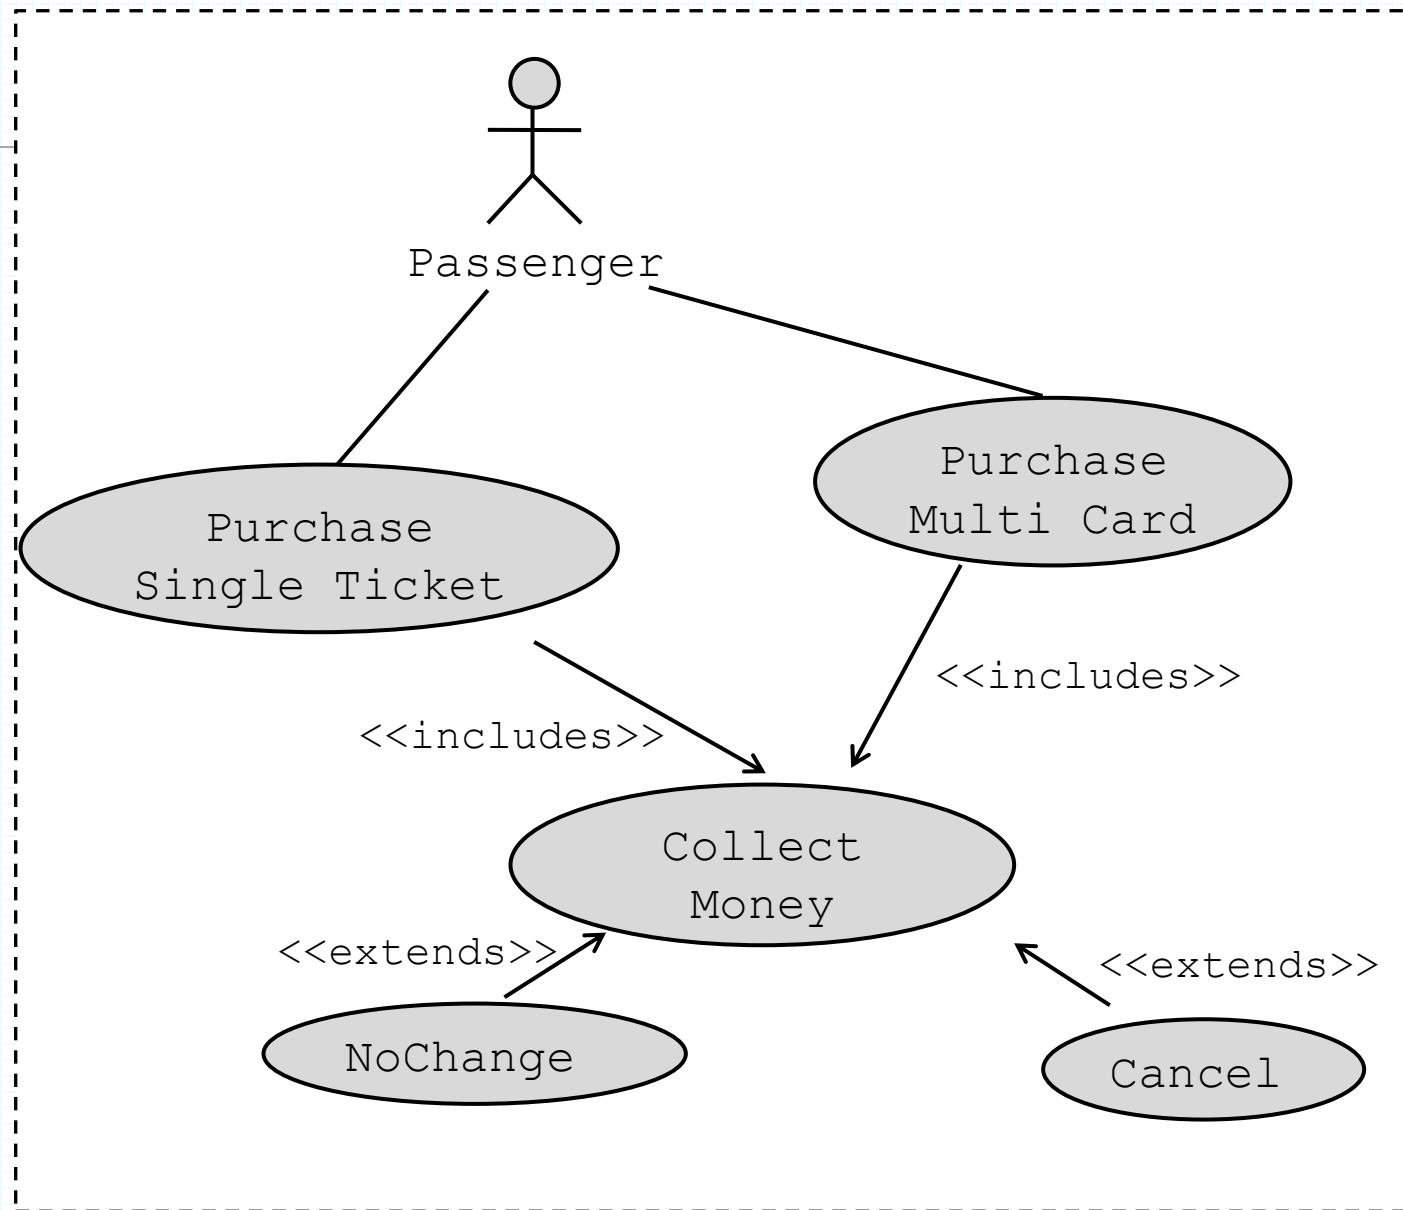 Passenger
Purchase
Multi Card
Purchase
Single Ticket
<<includes>>
<<includes>>
Collect
Money
<<extends>>
<<extends>>
NoChange
Cancel